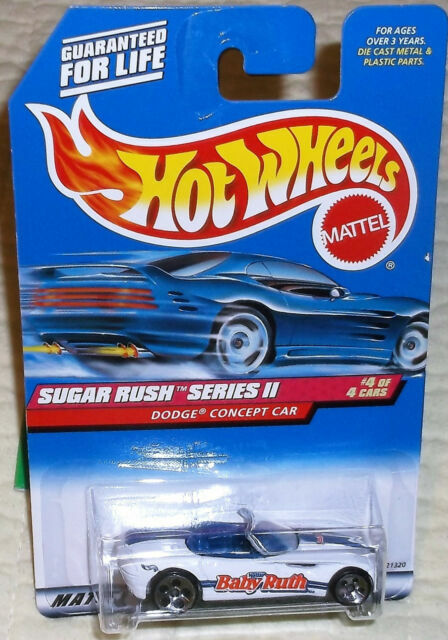 GUARANTEED
FOR LIFE
FOR AGES
OVER 3 YEARS.
DIE CAST METAL &
PLASTIC PARTS.
HOT WHEELS
MATTEL
®
SUGAR RUSH™ SERIES II
#4 OF
4 CARS
DODGE® CONCEPT CAR
Baby Ruth
21320
MAT